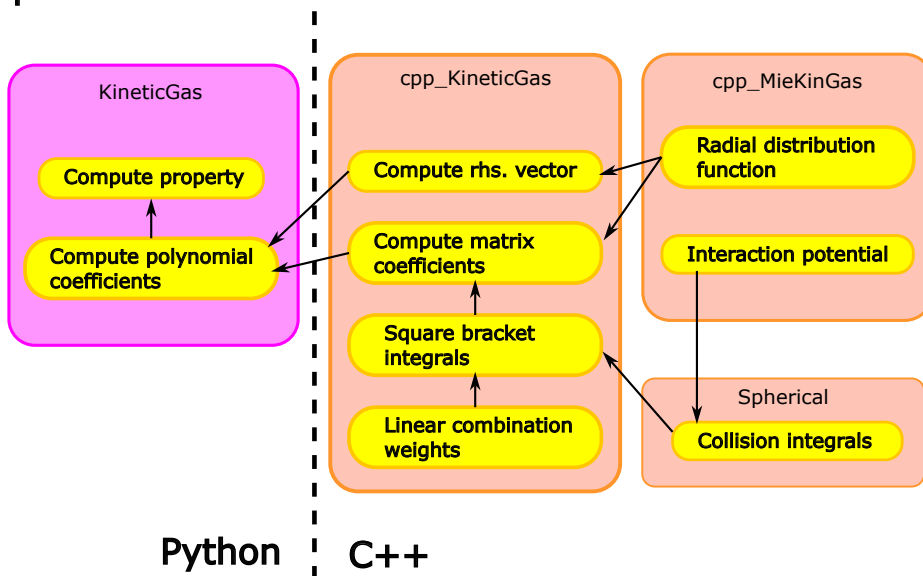 KineticGas
Compute property
Compute polynomial
coefficients
cpp_KineticGas
Compute rhs. vector
Compute matrix
coefficients
Square bracket
integrals
Linear combination
weights
cpp_MieKinGas
Radial distribution
function
Interaction potential
Spherical
Collision integrals
Python
C++